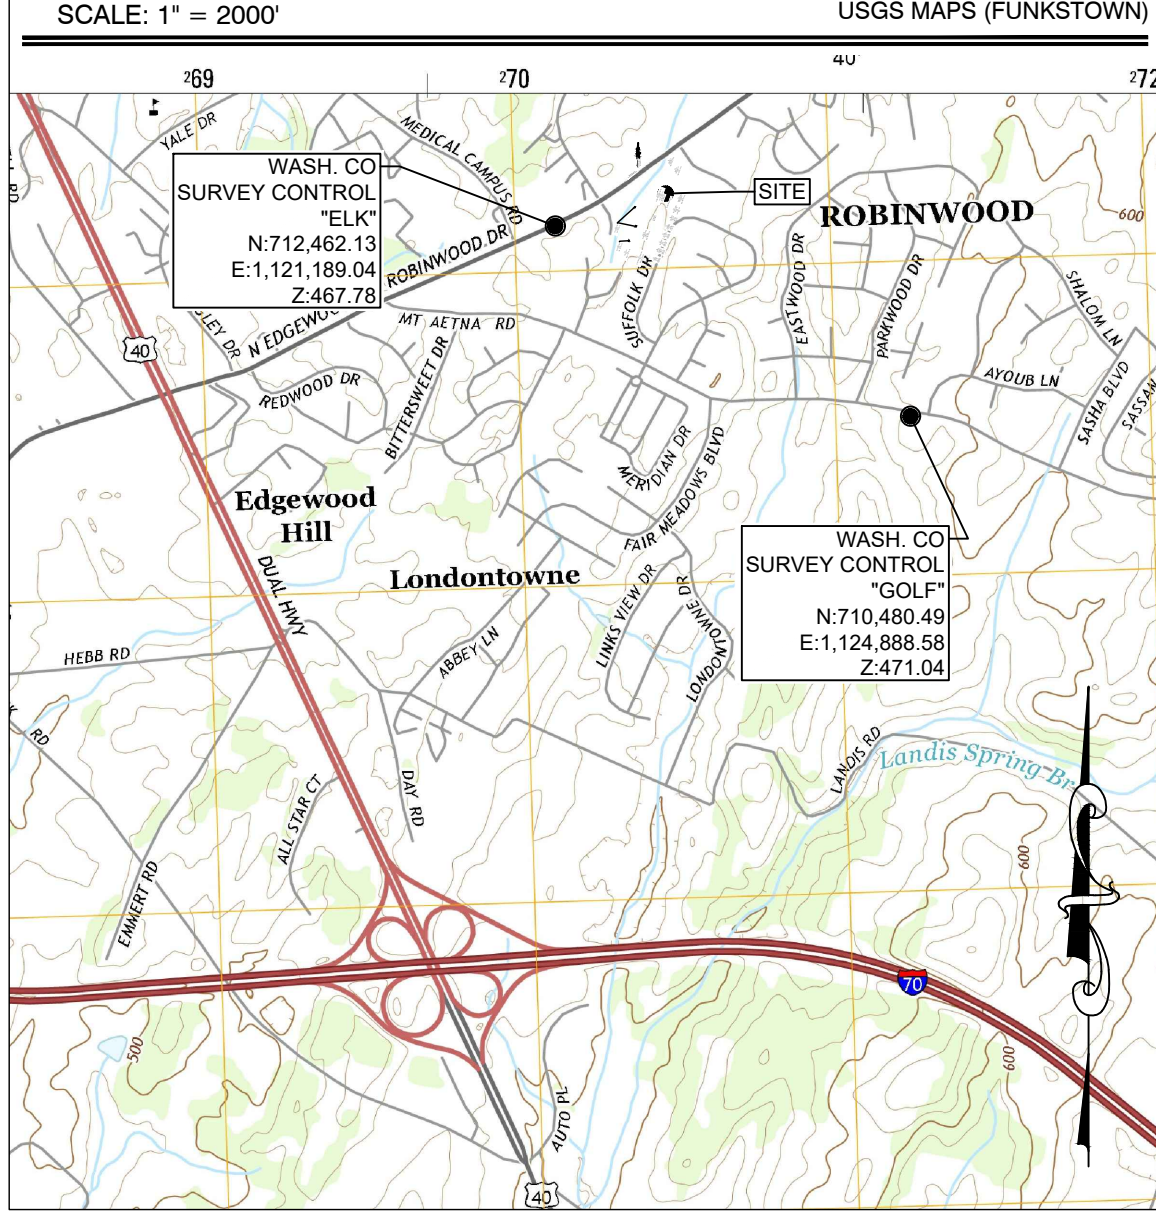 SCALE: 1" = 2000'
USGS MAPS (FUNKSTOWN)
²69
²70
40
²72
YALE DR
MEDICAL CAMPUS RD
WASH. CO
SURVEY CONTROL
"ELK"
N:712,462.13
E:1,121,189.04
Z:467.78
SITE
ROBINWOOD
600
ROBINWOOD DR
N EDGEWOO
GLEY DR
MT AETNA RD
SUFFOLK DR
EASTWOOD DR
PARKWOOD DR
SHALOM LN
40
REDWOOD DR
BITTERSWEET DR
AYOUB LN
SASHA BLVD
SASSAN
MERIDIAN DR
FAIR MEADOWS BLVD
Edgewood
Hill
DUAL HWY
Londontowne
WASH. CO
SURVEY CONTROL
"GOLF"
N:710,480.49
E:1,124,888.58
Z:471.04
LINKS VIEW DR
LONDONTOWNE DR
HEBB RD
ABBEY LN
RD
LANDIS RD
Landis Spring Br
DAY RD
ALL STAR CT
600
EMMERT RD
70
500
600
AUTO PL
40